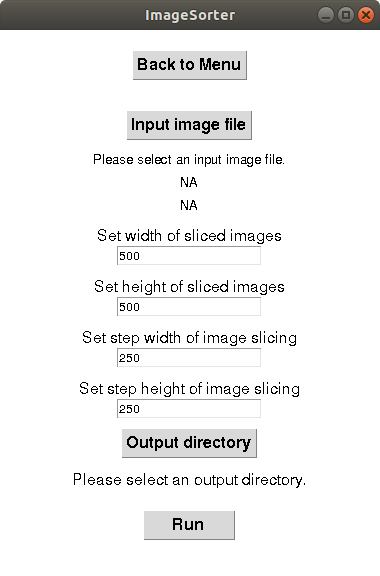 ImageSorter
Back to Menu
Input image file
Please select an input image file.
NA
NA
Set width of sliced images
500
Set height of sliced images
500
Set step width of image slicing
250
Set step height of image slicing
250
Output directory
Please select an output directory.
Run